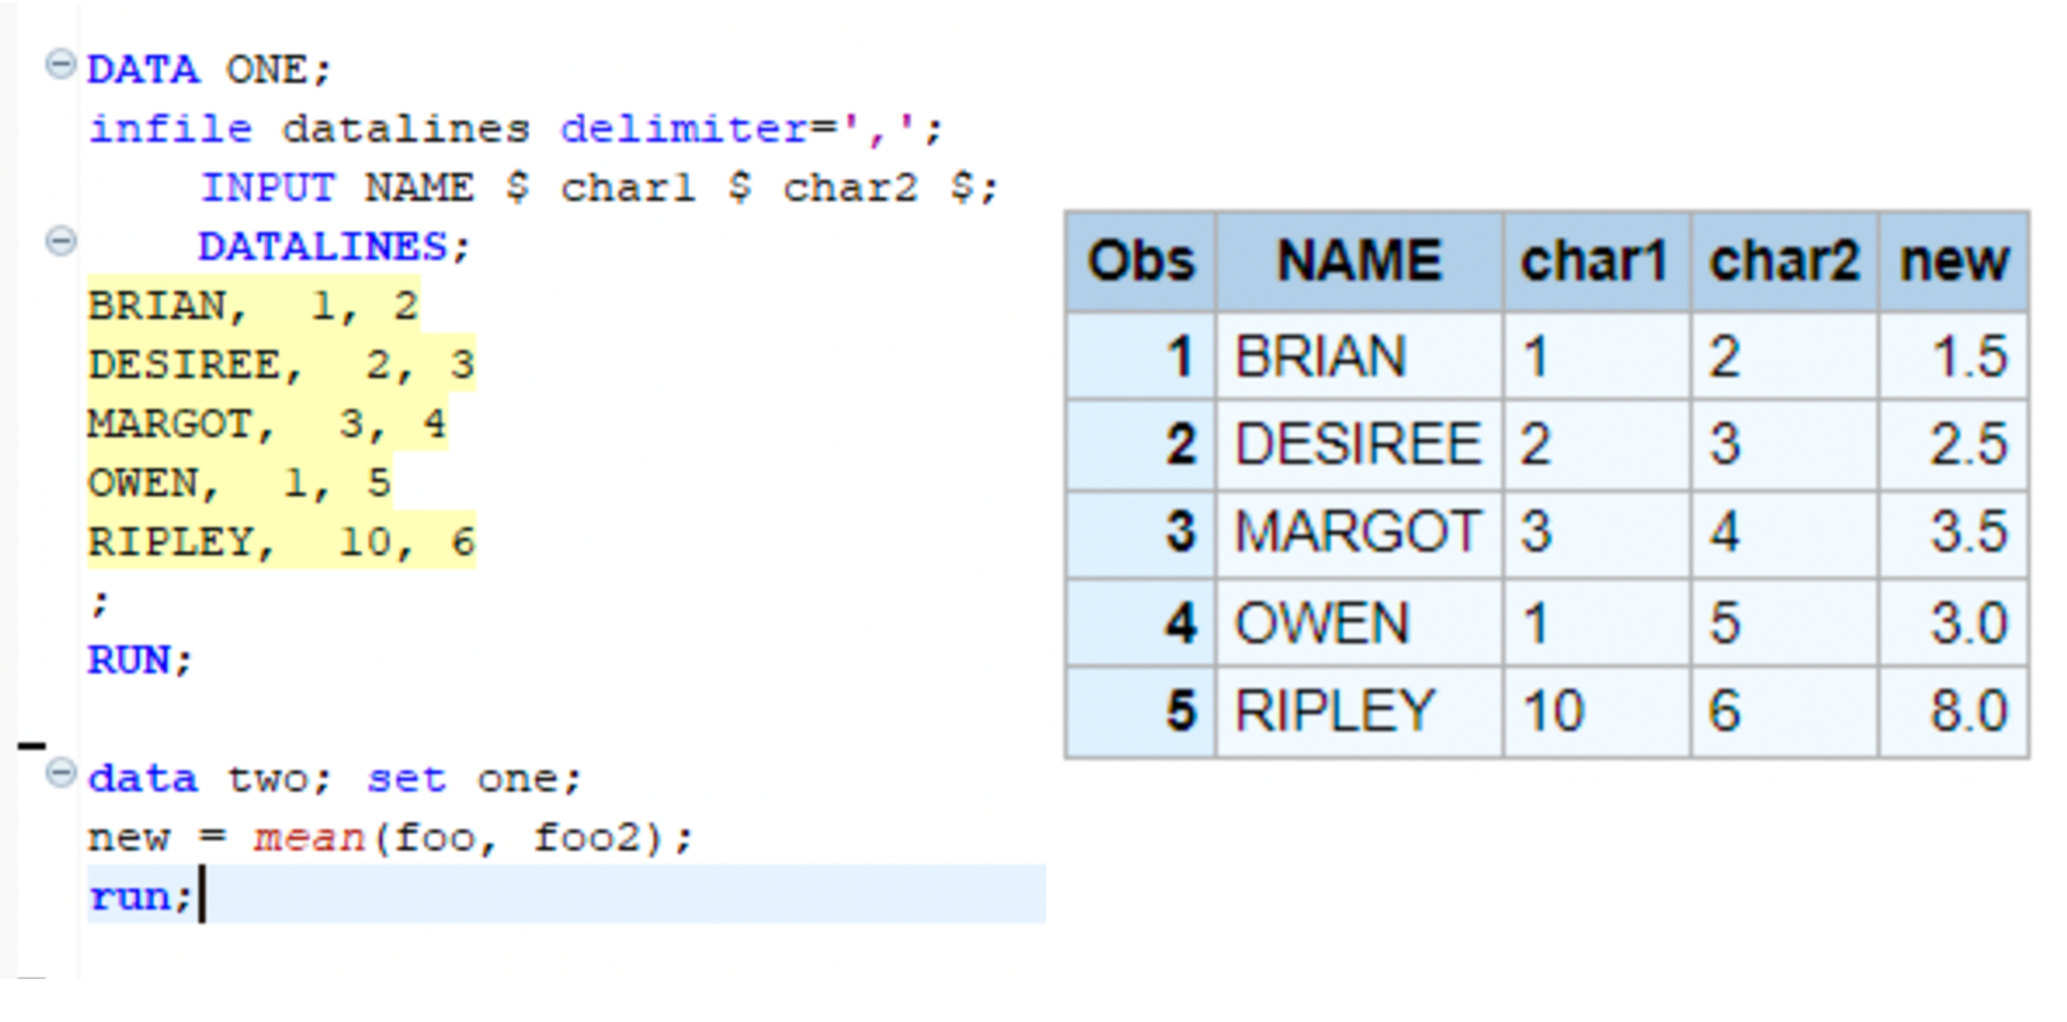 DATA ONE;
infile datalines delimiter=',';
INPUT NAME $ char1 $ char2 $;
DATALINES;
BRIAN,  1, 2
DESIREE,  2, 3
MARGOT,  3, 4
OWEN,  1, 5
RIPLEY,  10, 6
;
RUN;
data two; set one;
new = mean(foo, foo2);
run;
Obs NAME char1 char2 new
1 BRIAN 1 2 1.5
2 DESIREE 2 3 2.5
3 MARGOT 3 4 3.5
4 OWEN 1 5 3.0
5 RIPLEY 10 6 8.0